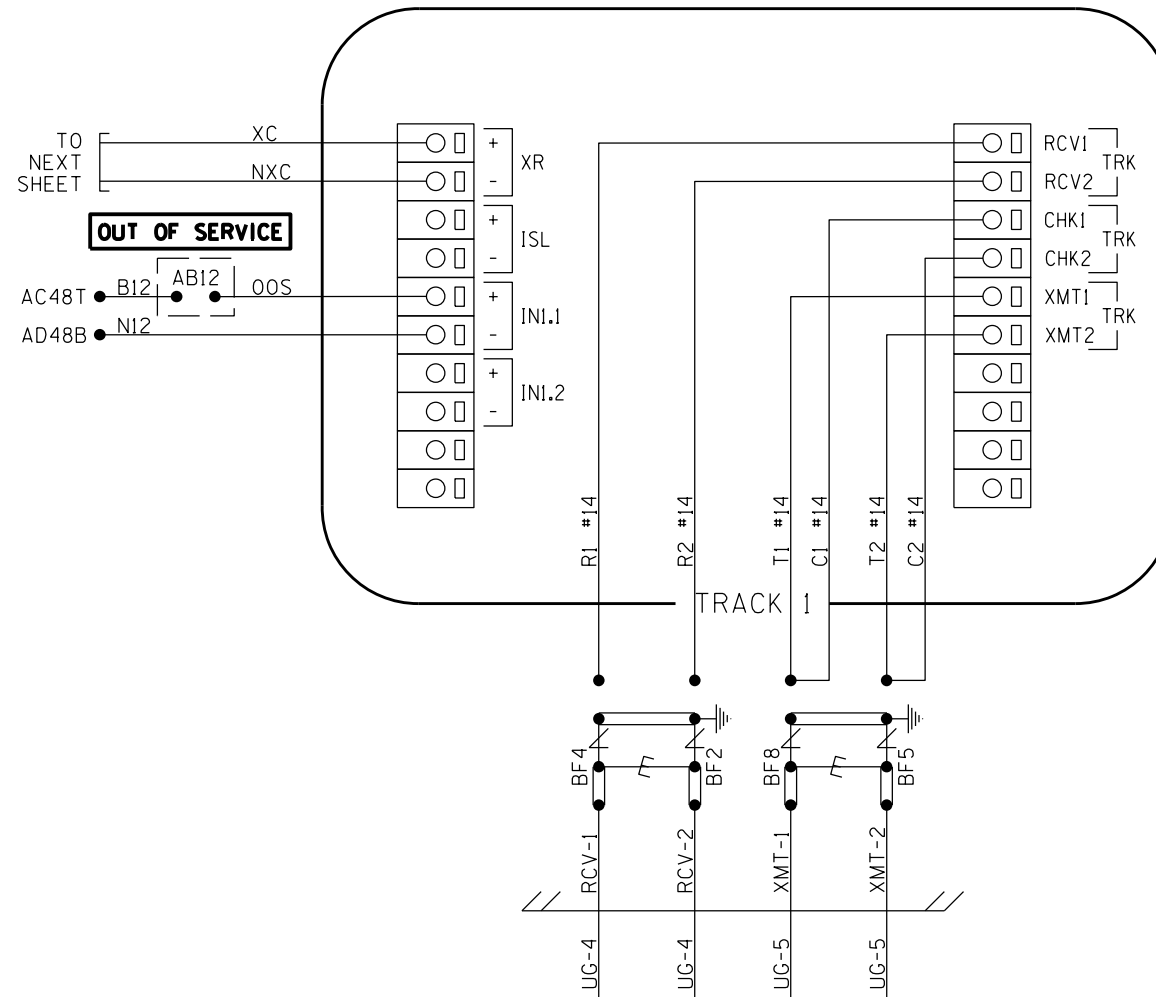 TO
NEXT
SHEET
XC
NXC
OUT OF SERVICE
AC48T
B12
AB12
OOS
AD48B
N12
+
-
XR
+
-
ISL
+
-
IN1.1
+
-
IN1.2
RCV1
RCV2
TRK
CHK1
CHK2
TRK
XMT1
XMT2
TRK
R1 #14
R2 #14
T1 #14
C1 #14
T2 #14
C2 #14
TRACK 1
BF4
BF2
BF8
BF5
RCV-1
RCV-2
XMT-1
XMT-2
UG-4
UG-4
UG-5
UG-5